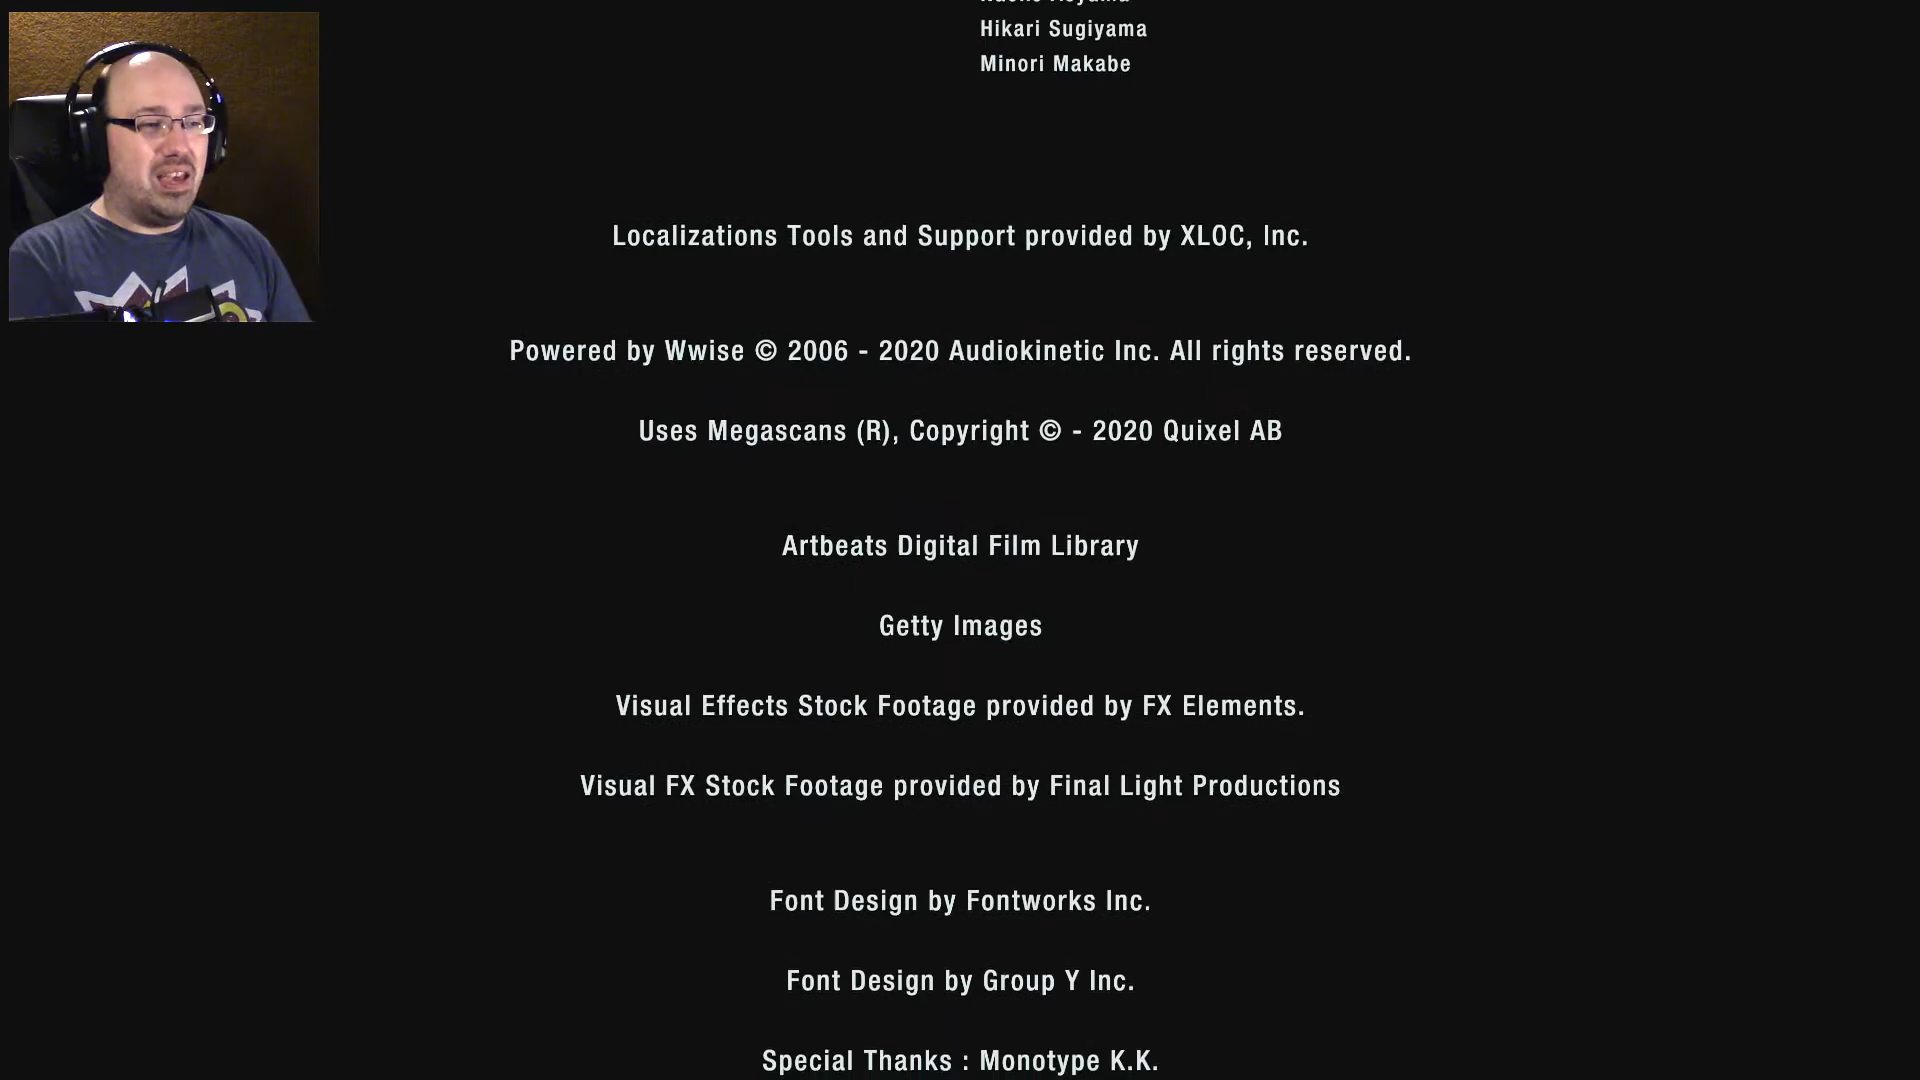 Hikari Sugiyama
Minori Makabe
Localizations Tools and Support provided by XLOC, Inc.
Powered by Wwise © 2006 - 2020 Audiokinetic Inc. All rights reserved.
Uses Megascans (R), Copyright © - 2020 Quixel AB
Artbeats Digital Film Library
Getty Images
Visual Effects Stock Footage provided by FX Elements.
Visual FX Stock Footage provided by Final Light Productions
Font Design by Fontworks Inc.
Font Design by Group Y Inc.
Special Thanks : Monotype K.K.